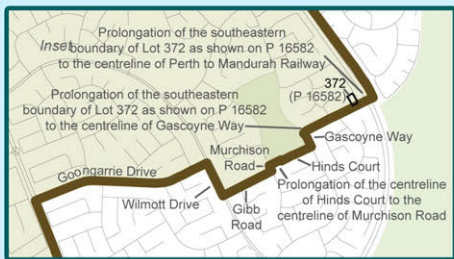 Inset
Prolongation of the southeastern
boundary of Lot 372 as shown on P 16582
to the centreline of Perth to Mandurah Railway
372
(P 16582)
Prolongation of the southeastern
boundary of Lot 372 as shown on P 16582
to the centreline of Gascoyne Way
Gascoyne Way
Murchison
Road
Hinds Court
Goongarrie Drive
Prolongation of the centreline
of Hinds Court to the
centreline of Murchison Road
Wilmott Drive
Gibb
Road